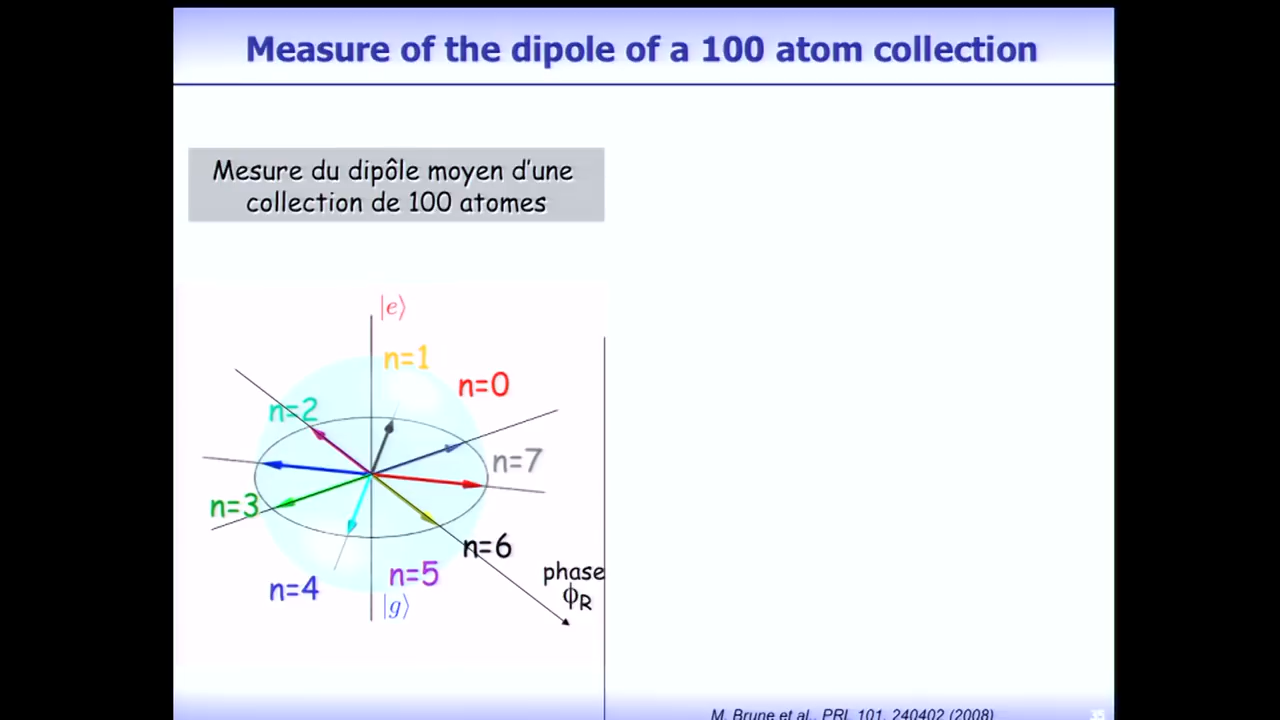 Measure of the dipole of a 100 atom collection
Mesure du dipôle moyen d'une
collection de 100 atomes
|e⟩
n=1
n=0
n=2
n=7
n=3
n=6
n=5
n=4
phase
ϕR
|g⟩
M. Brune et al., PRL 101, 240402 (2008)